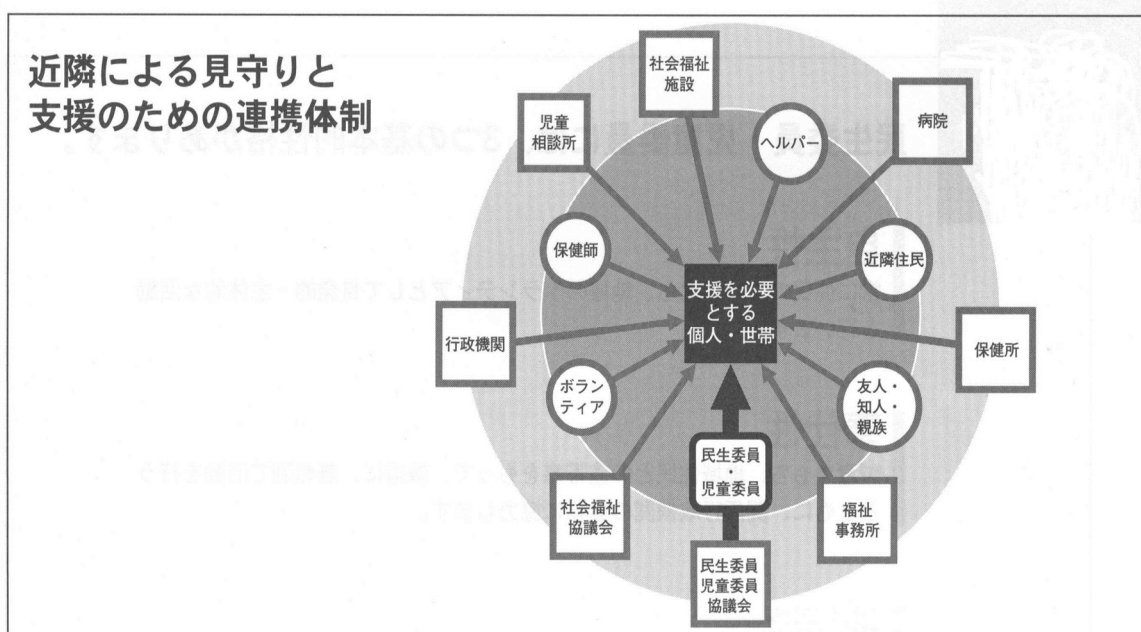 近隣による見守りと
支援のための連携体制
社会福祉
施設
児童
相談所
ヘルパー
病院
保健師
近隣住民
支援を必要
とする
個人・世帯
行政機関
保健所
ボラン
ティア
友人・
知人・
親族
民生委員
・
児童委員
社会福祉
協議会
福祉
事務所
民生委員
児童委員
協議会